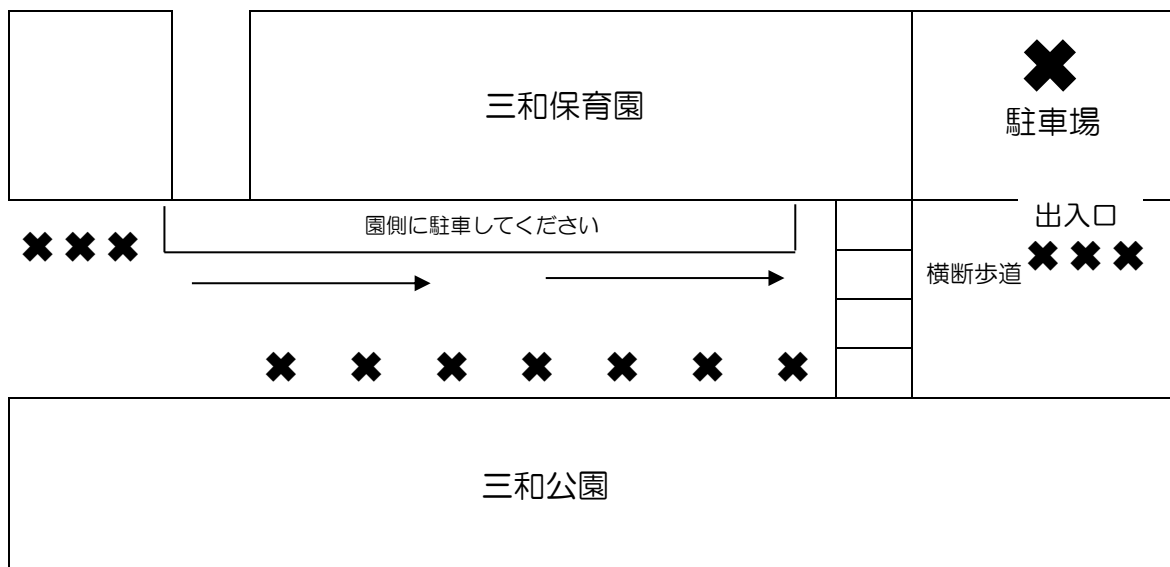 三和保育園
駐車場
園側に駐車してください
出入口
横断歩道
三和公園